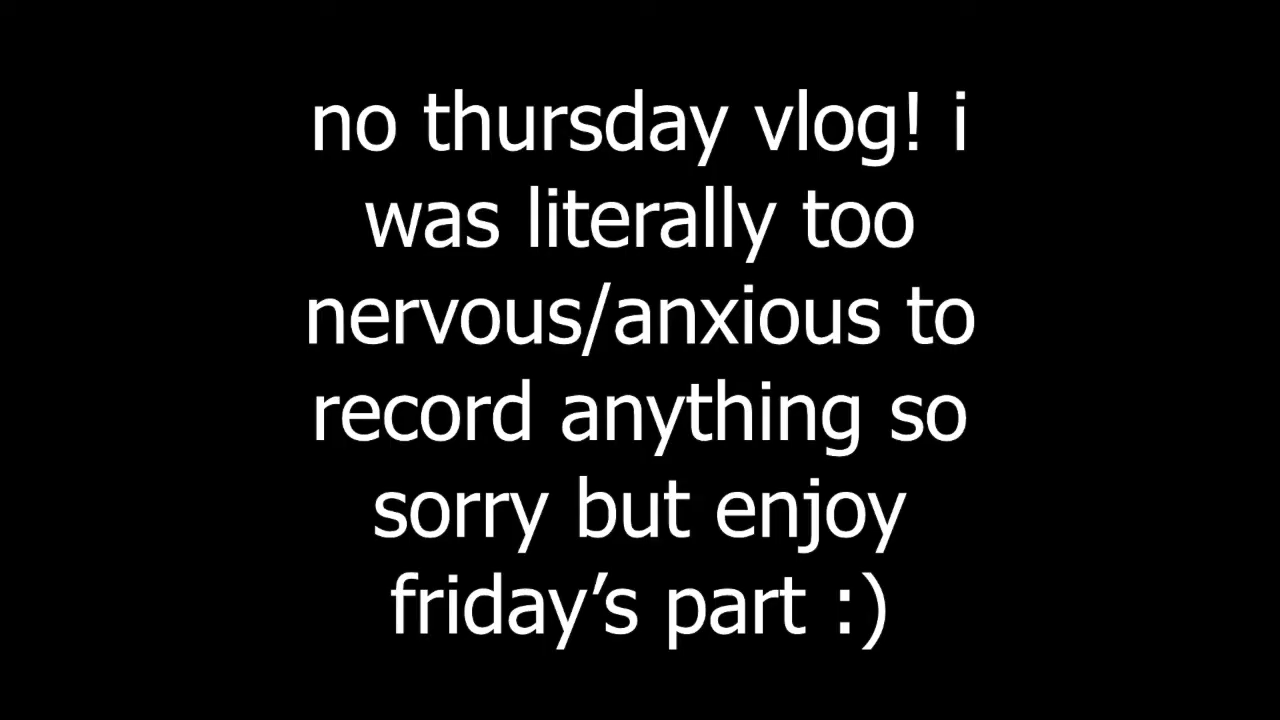 no thursday vlog! i
was literally too
nervous/anxious to
record anything so
sorry but enjoy
friday’s part :)